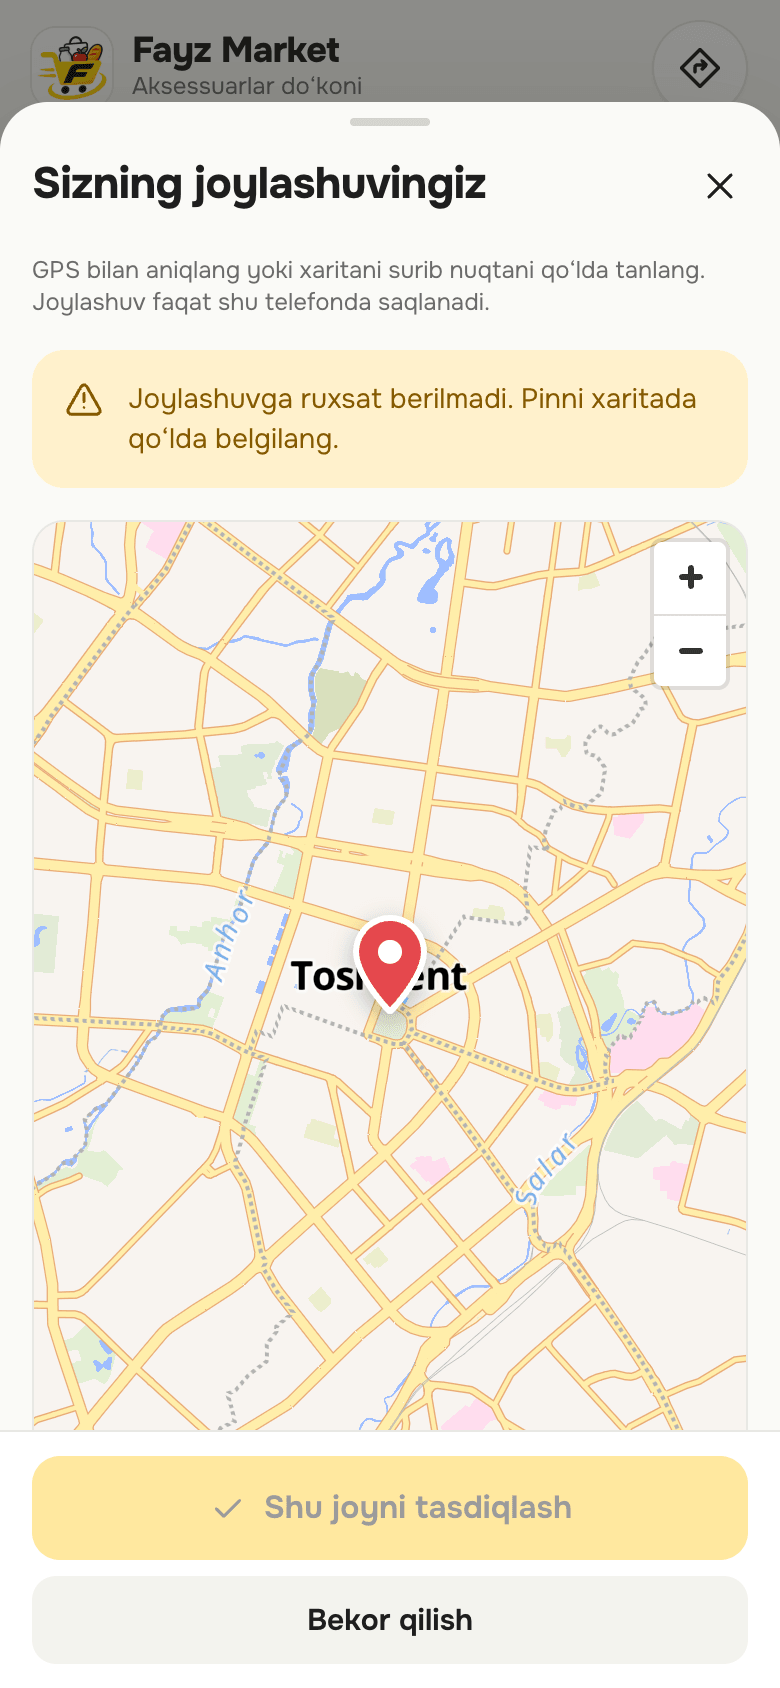 Fayz Market
Aksessuarlar do‘koni
Sizning joylashuvingiz
GPS bilan aniqlang yoki xaritani surib nuqtani qo‘lda tanlang.
Joylashuv faqat shu telefonda saqlanadi.
Joylashuvga ruxsat berilmadi. Pinni xaritada
qo‘lda belgilang.
+
−
Anhor
Salar
Shu joyni tasdiqlash
Bekor qilish